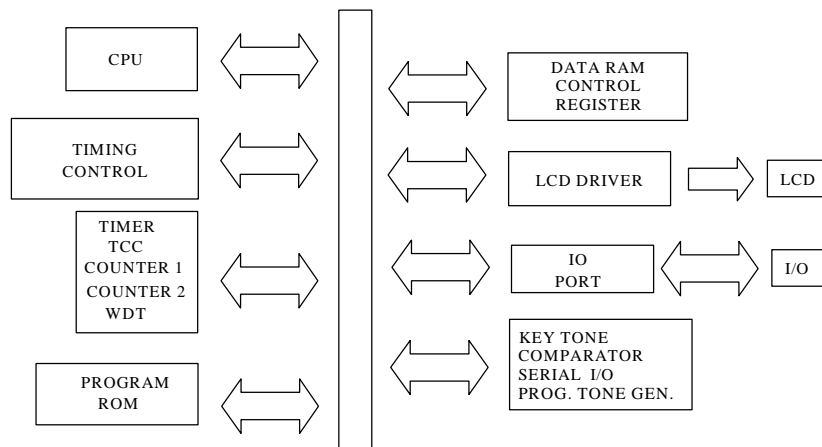 CPU
TIMING
CONTROL
TIMER
TCC
COUNTER 1
COUNTER 2
WDT
PROGRAM
ROM
DATA RAM
CONTROL
REGISTER
LCD DRIVER
LCD
IO
PORT
I/O
KEY TONE
COMPARATOR
SERIAL I/O
PROG. TONE GEN.